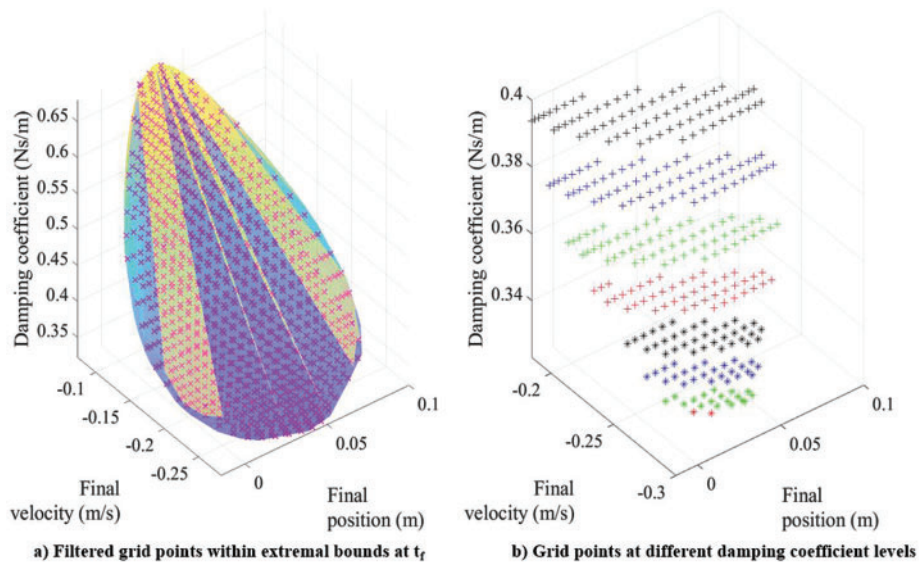 Damping coefficient (Ns/m)
0.65
0.6
0.55
0.5
0.45
0.4
0.35
-0.1
-0.15
-0.2
-0.25
0
0.05
0.1
Final
velocity (m/s)
Final
position (m)
a) Filtered grid points within extremal bounds at tf
Damping coefficient (Ns/m)
0.4
0.38
0.36
0.34
-0.2
-0.25
-0.3
0
0.05
0.1
Final
velocity (m/s)
Final
position (m)
b) Grid points at different damping coefficient levels